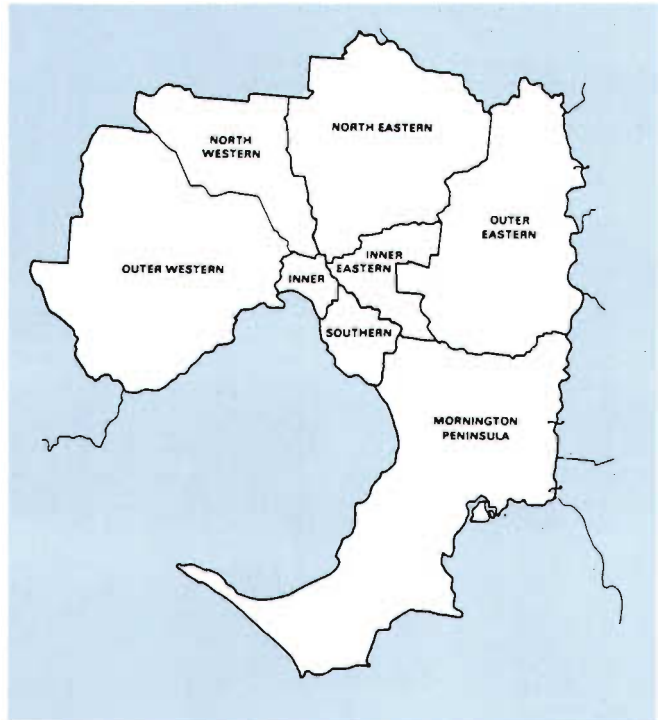 NORTH
WESTERN
NORTH EASTERN
OUTER
EASTERN
OUTER WESTERN
INNER
INNER
EASTERN
SOUTHERN
MORNINGTON
PENINSULA